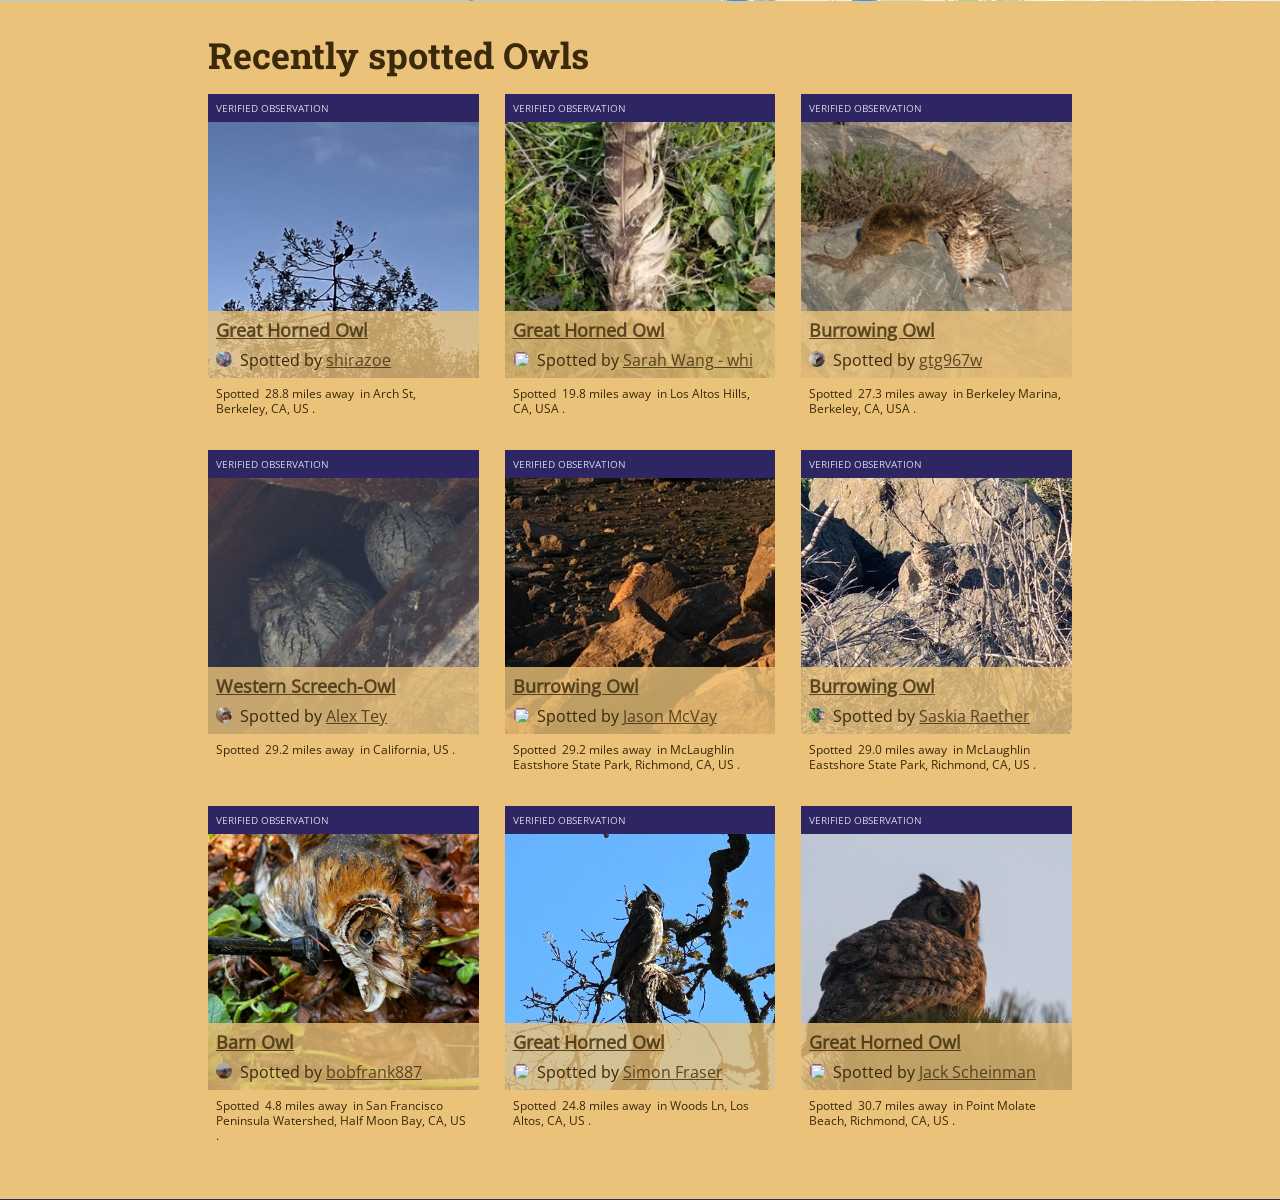 Recently spotted Owls
VERIFIED OBSERVATION
Great Horned Owl
Spotted by shirazoe
Spotted 28.8 miles away in Arch St,
Berkeley, CA, US .
VERIFIED OBSERVATION
Great Horned Owl
Spotted by Sarah Wang - whi
Spotted 19.8 miles away in Los Altos Hills,
CA, USA .
VERIFIED OBSERVATION
Burrowing Owl
Spotted by gtg967w
Spotted 27.3 miles away in Berkeley Marina,
Berkeley, CA, USA .
VERIFIED OBSERVATION
Western Screech-Owl
Spotted by Alex Tey
Spotted 29.2 miles away in California, US .
VERIFIED OBSERVATION
Burrowing Owl
Spotted by Jason McVay
Spotted 29.2 miles away in McLaughlin
Eastshore State Park, Richmond, CA, US .
VERIFIED OBSERVATION
Burrowing Owl
Spotted by Saskia Raether
Spotted 29.0 miles away in McLaughlin
Eastshore State Park, Richmond, CA, US .
VERIFIED OBSERVATION
Barn Owl
Spotted by bobfrank887
Spotted 4.8 miles away in San Francisco
Peninsula Watershed, Half Moon Bay, CA, US
.
VERIFIED OBSERVATION
Great Horned Owl
Spotted by Simon Fraser
Spotted 24.8 miles away in Woods Ln, Los
Altos, CA, US .
VERIFIED OBSERVATION
Great Horned Owl
Spotted by Jack Scheinman
Spotted 30.7 miles away in Point Molate
Beach, Richmond, CA, US .